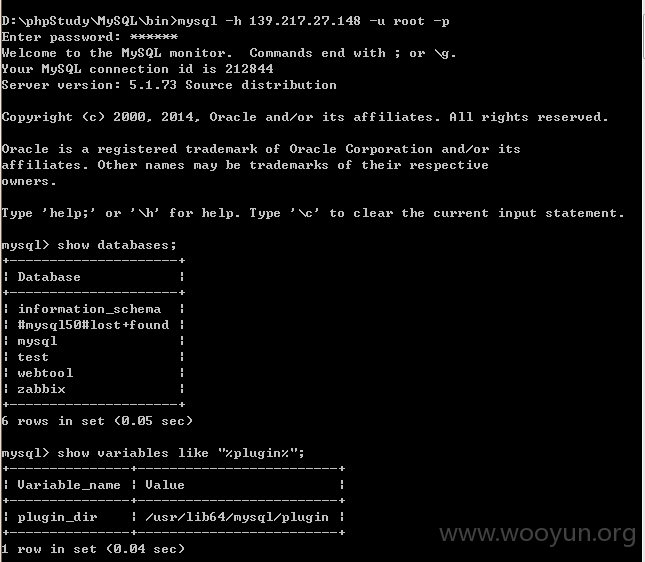 D:\phpStudy\MySQL\bin>mysql -h 139.217.27.148 -u root -p
Enter password: ******
Welcome to the MySQL monitor.  Commands end with ; or \g.
Your MySQL connection id is 212844
Server version: 5.1.73 Source distribution
Copyright (c) 2000, 2014, Oracle and/or its affiliates. All rights reserved.
Oracle is a registered trademark of Oracle Corporation and/or its
affiliates. Other names may be trademarks of their respective
owners.
Type 'help;' or '\h' for help. Type '\c' to clear the current input statement.
mysql> show databases;
+--------------------+
| Database           |
+--------------------+
| information_schema |
| #mysql50#lost+found |
| mysql              |
| test               |
| webtool            |
| zabbix             |
+--------------------+
6 rows in set (0.05 sec)
mysql> show variables like "%plugin%";
+---------------+-------------------------+
| Variable_name | Value                   |
+---------------+-------------------------+
| plugin_dir    | /usr/lib64/mysql/plugin |
+---------------+-------------------------+
1 row in set (0.04 sec)
www.wooyun.org